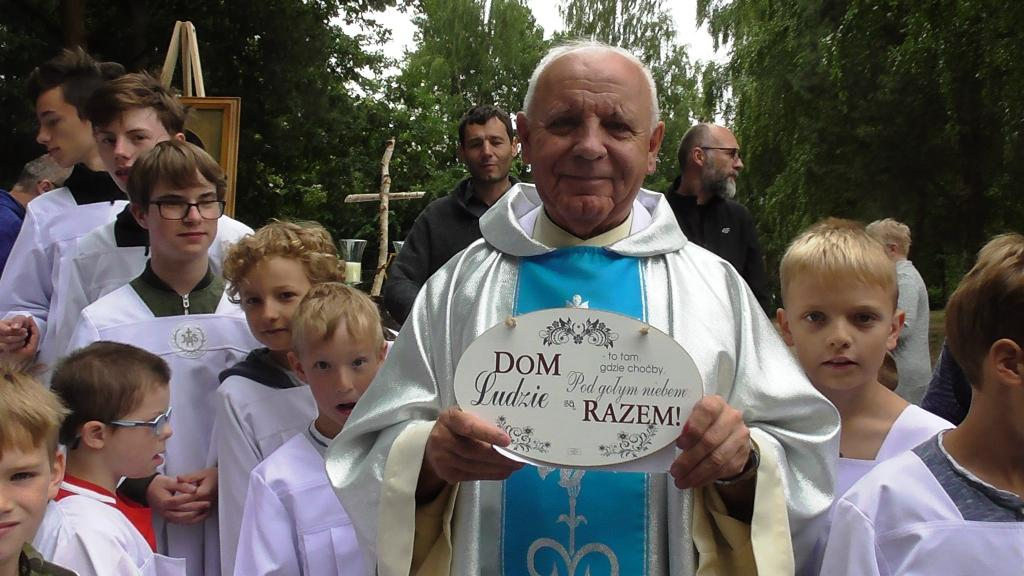 DOM - to tam,
gdzie choćby
Ludzie Pod gołym niebem
są RAZEM!